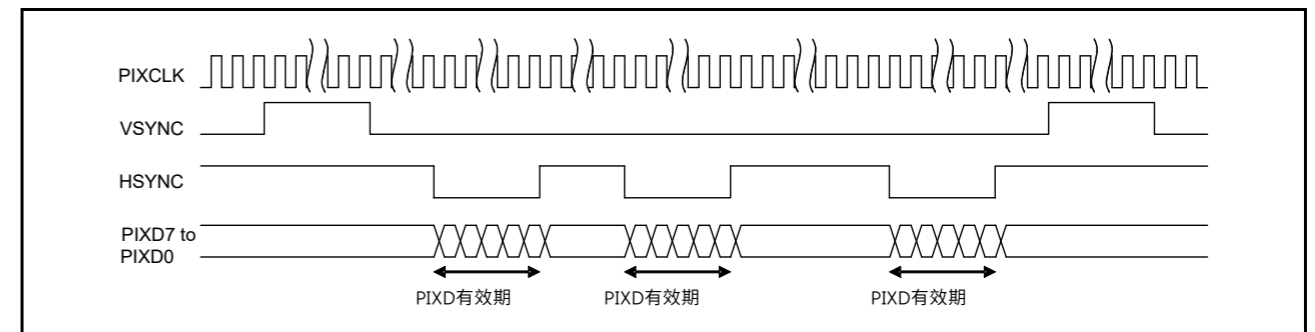 PIXCLK
VSYNC
HSYNC
PIXD7 to
PIXD0
PIXD有效期 PIXD有效期 PIXD有效期